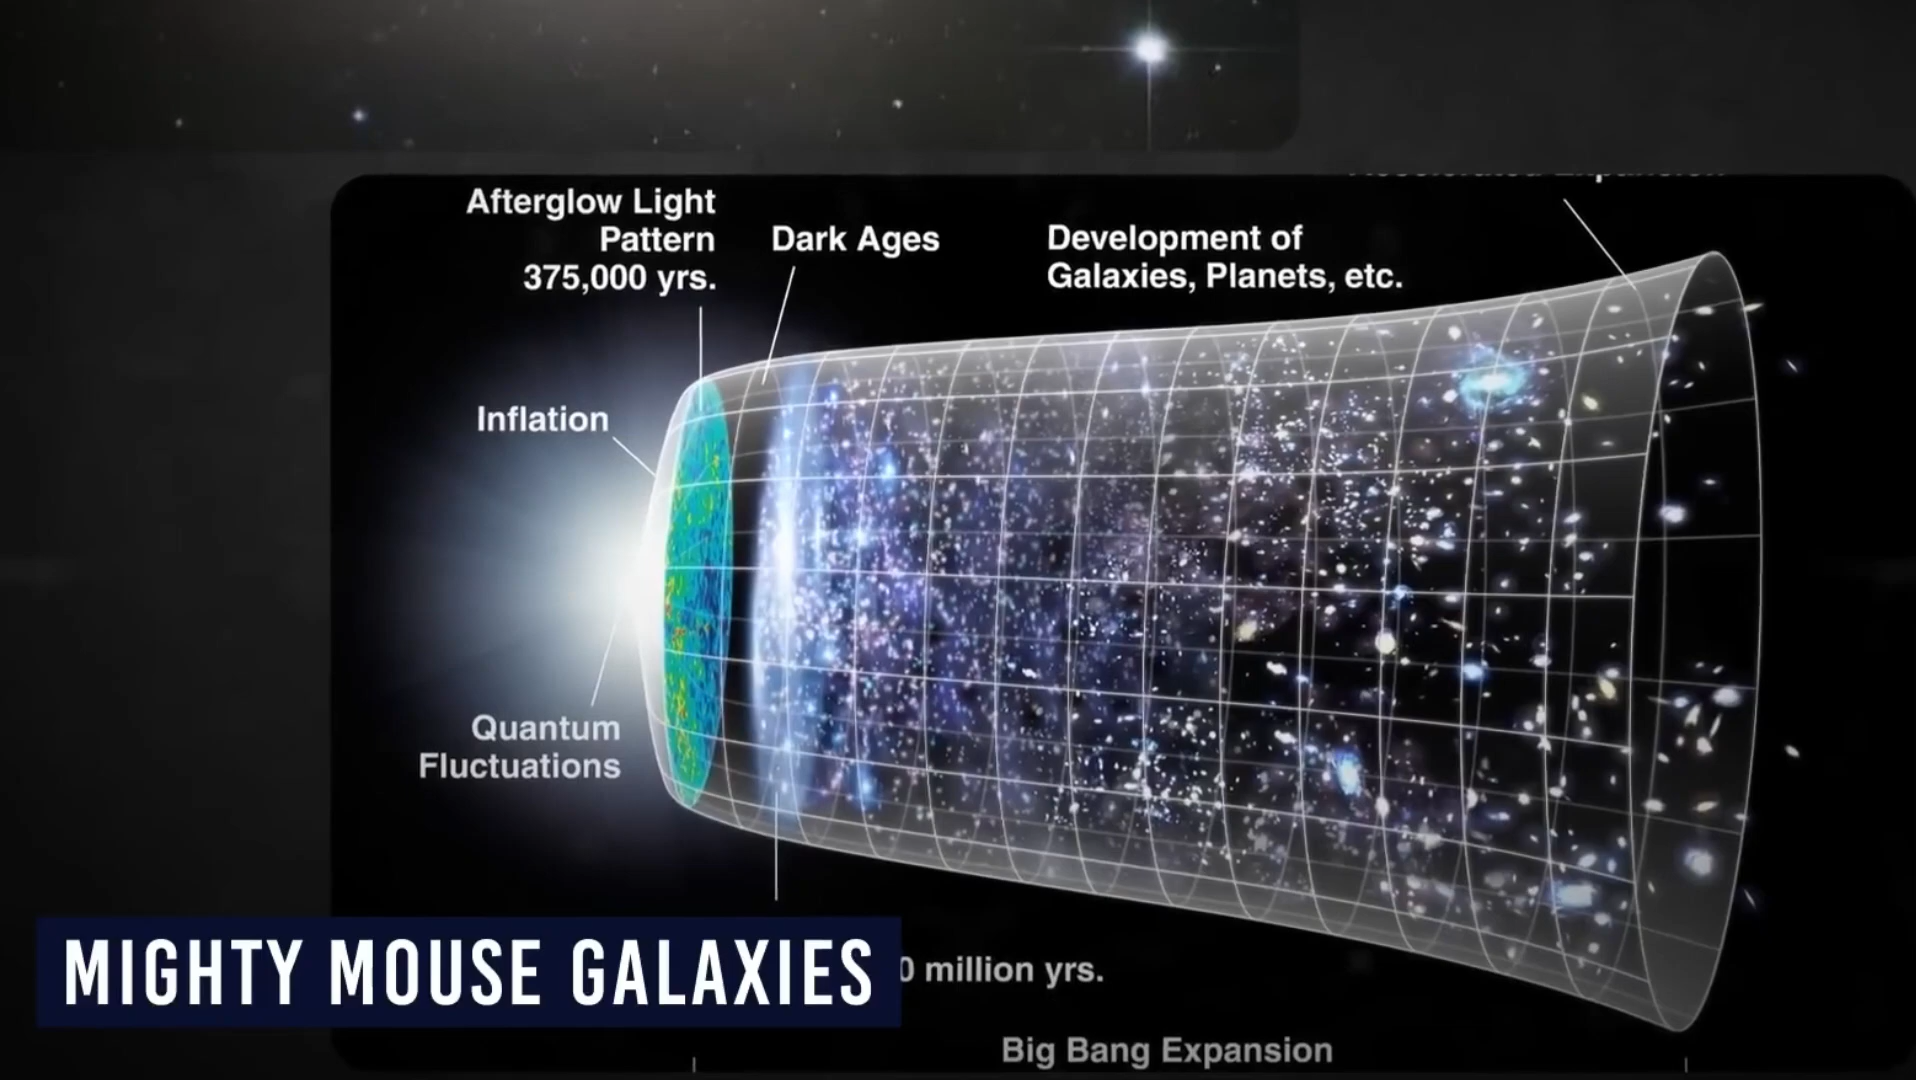 Afterglow Light
Pattern
375,000 yrs.
Dark Ages
Development of
Galaxies, Planets, etc.
Inflation
Quantum
Fluctuations
MIGHTY MOUSE GALAXIES
0 million yrs.
Big Bang Expansion